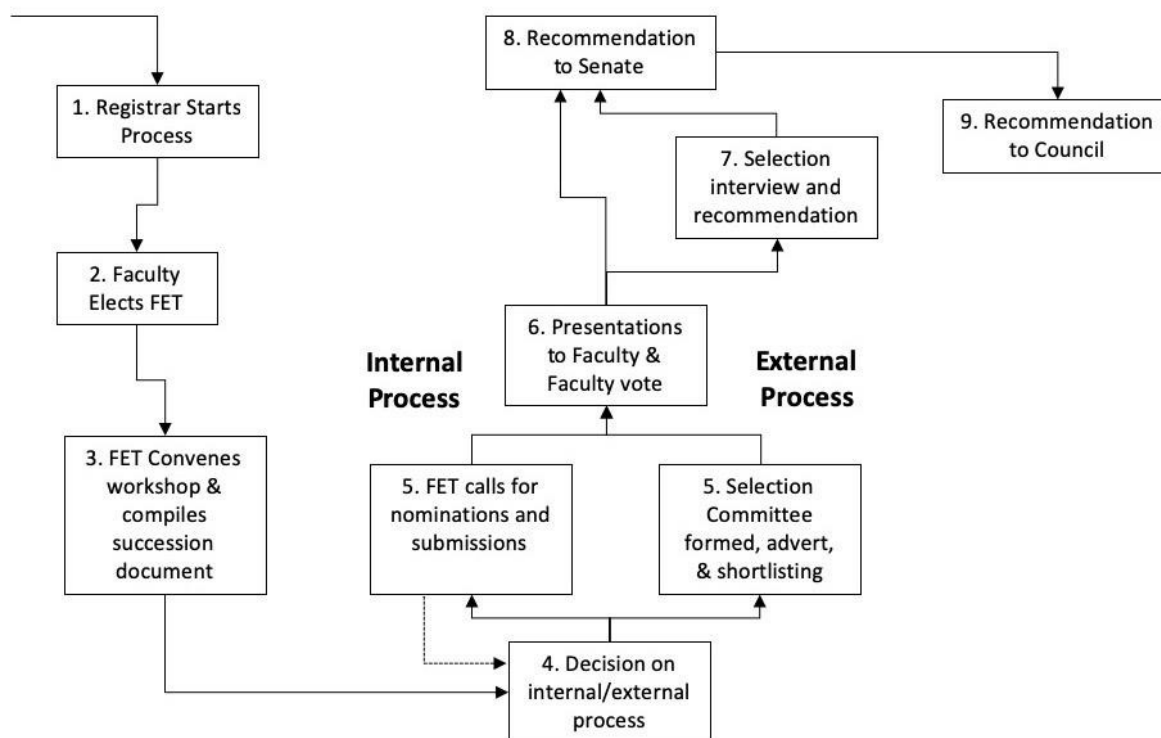 1. Registrar Starts
Process
2. Faculty
Elects FET
3. FET Convenes
workshop &
compiles
succession
document
4. Decision on
internal/external
process
Internal
Process
5. FET calls for
nominations and
submissions
External
Process
5. Selection
Committee
formed, advert,
& shortlisting
6. Presentations
to Faculty &
Faculty vote
7. Selection
interview and
recommendation
8. Recommendation
to Senate
9. Recommendation
to Council